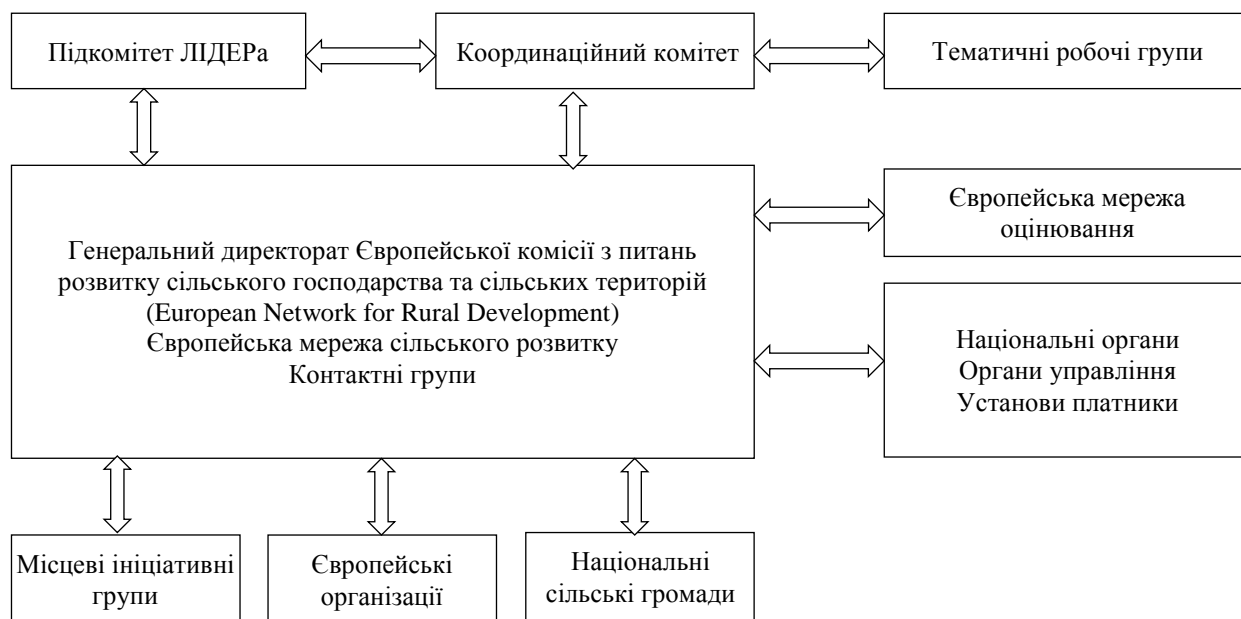 Підкомітет ЛІДЕРа
Координаційний комітет
Тематичні робочі групи
Європейська мережа
оцінювання
Генеральний директорат Європейської комісії з питань
розвитку сільського господарства та сільських територій
(European Network for Rural Development)
Європейська мережа сільського розвитку
Контактні групи
Національні органи
Органи управління
Установи платники
Місцеві ініціативні
групи
Європейські
організації
Національні
сільські громади